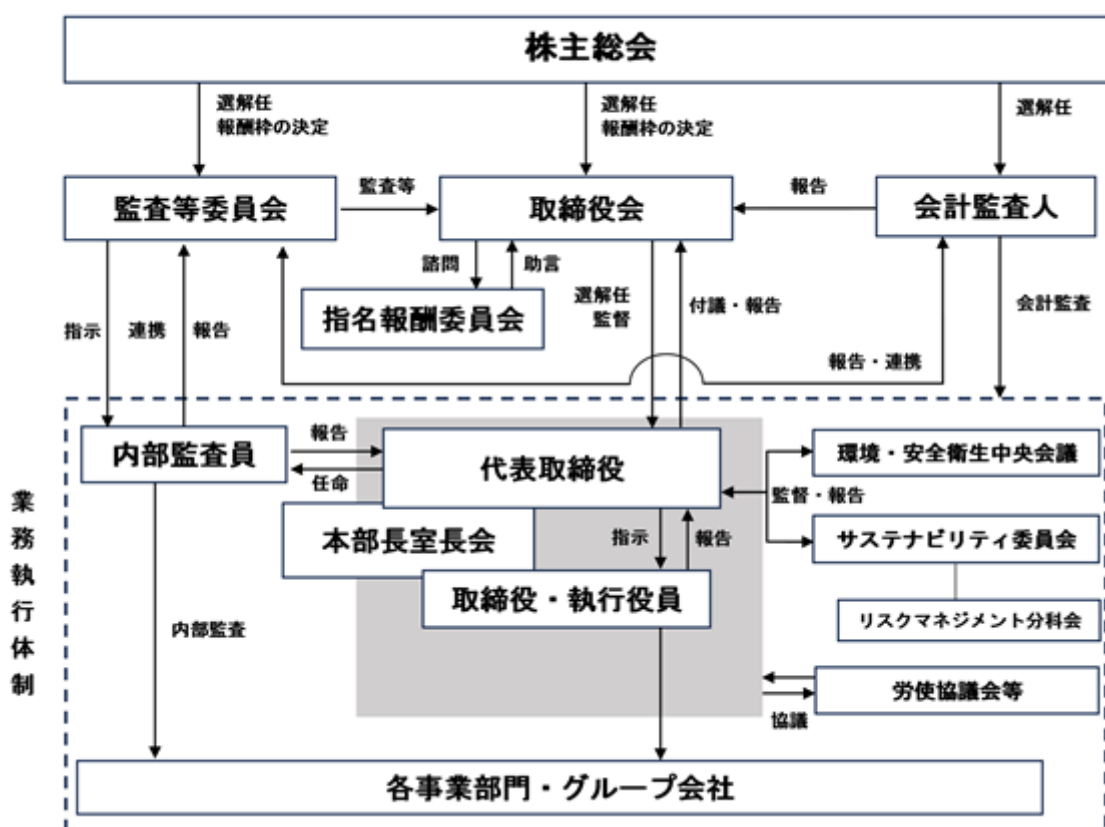 株主総会
選解任
報酬枠の決定
選解任
報酬枠の決定
選解任
監査等委員会
監査等
取締役会
報告
会計監査人
諮問
助言
指名報酬委員会
選解任
監督
付議・報告
会計監査
指示
連携
報告
報告・連携
業務執行体制
内部監査員
報告
任命
代表取締役
環境・安全衛生中央会議
監督・報告
本部長室長会
指示
報告
サステナビリティ委員会
取締役・執行役員
リスクマネジメント分科会
内部監査
労使協議会等
協議
各事業部門・グループ会社